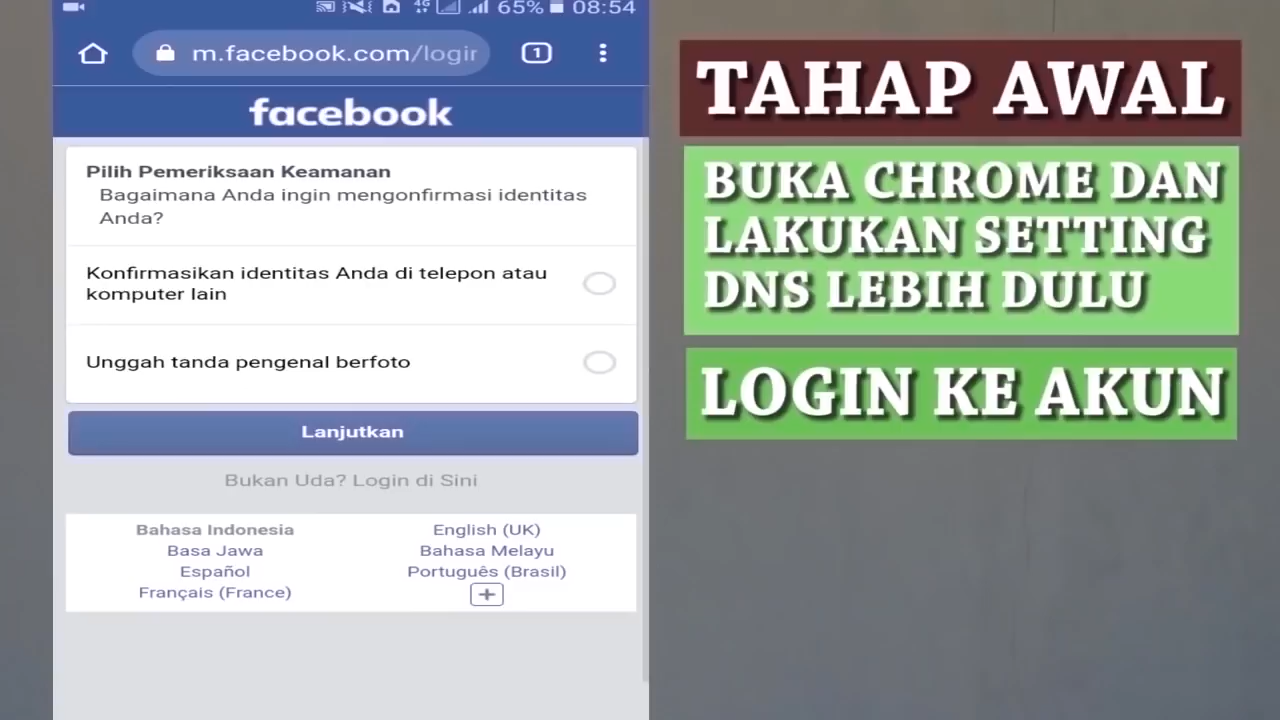 4G
65%
08:54
m.facebook.com/login
1
facebook
Pilih Pemeriksaan Keamanan
Bagaimana Anda ingin mengonfirmasi identitas
Anda?
Konfirmasikan identitas Anda di telepon atau
komputer lain
Unggah tanda pengenal berfoto
Lanjutkan
Bukan Uda? Login di Sini
Bahasa Indonesia
English (UK)
Basa Jawa
Bahasa Melayu
Español
Português (Brasil)
Français (France)
TAHAP AWAL
BUKA CHROME DAN
LAKUKAN SETTING
DNS LEBIH DULU
LOGIN KE AKUN